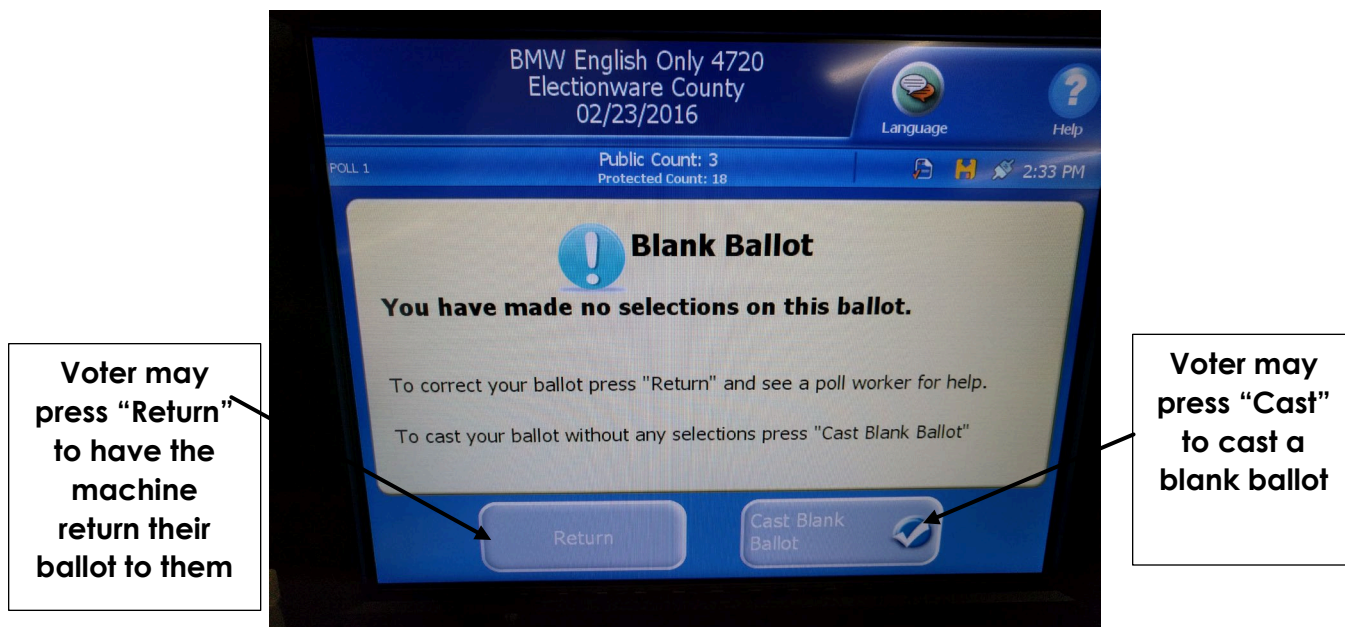 BMW English Only 4720
Electionware County
02/23/2016
Language
Help
POLL 1
Public Count: 3
Protected Count: 18
2:33 PM
Blank Ballot
You have made no selections on this ballot.
To correct your ballot press "Return" and see a poll worker for help.
To cast your ballot without any selections press "Cast Blank Ballot"
Return
Cast Blank
Ballot
Voter may
press “Return”
to have the
machine
return their
ballot to them
Voter may
press “Cast”
to cast a
blank ballot